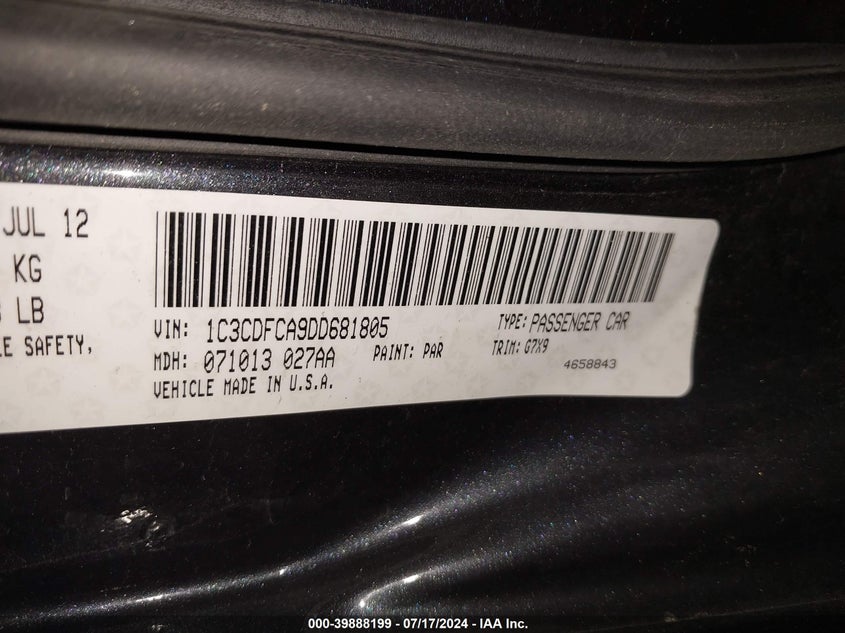 JUL 12
KG
LB
LE SAFETY,
VIN: 1C3CDFCA9DD681805 TYPE: PASSENGER CAR
MDH: 071013 027AA PAINT: PAR TRIM: G7X9
VEHICLE MADE IN U.S.A. 4658843
000-39888199 / 07/17/2024 - IAA Inc.